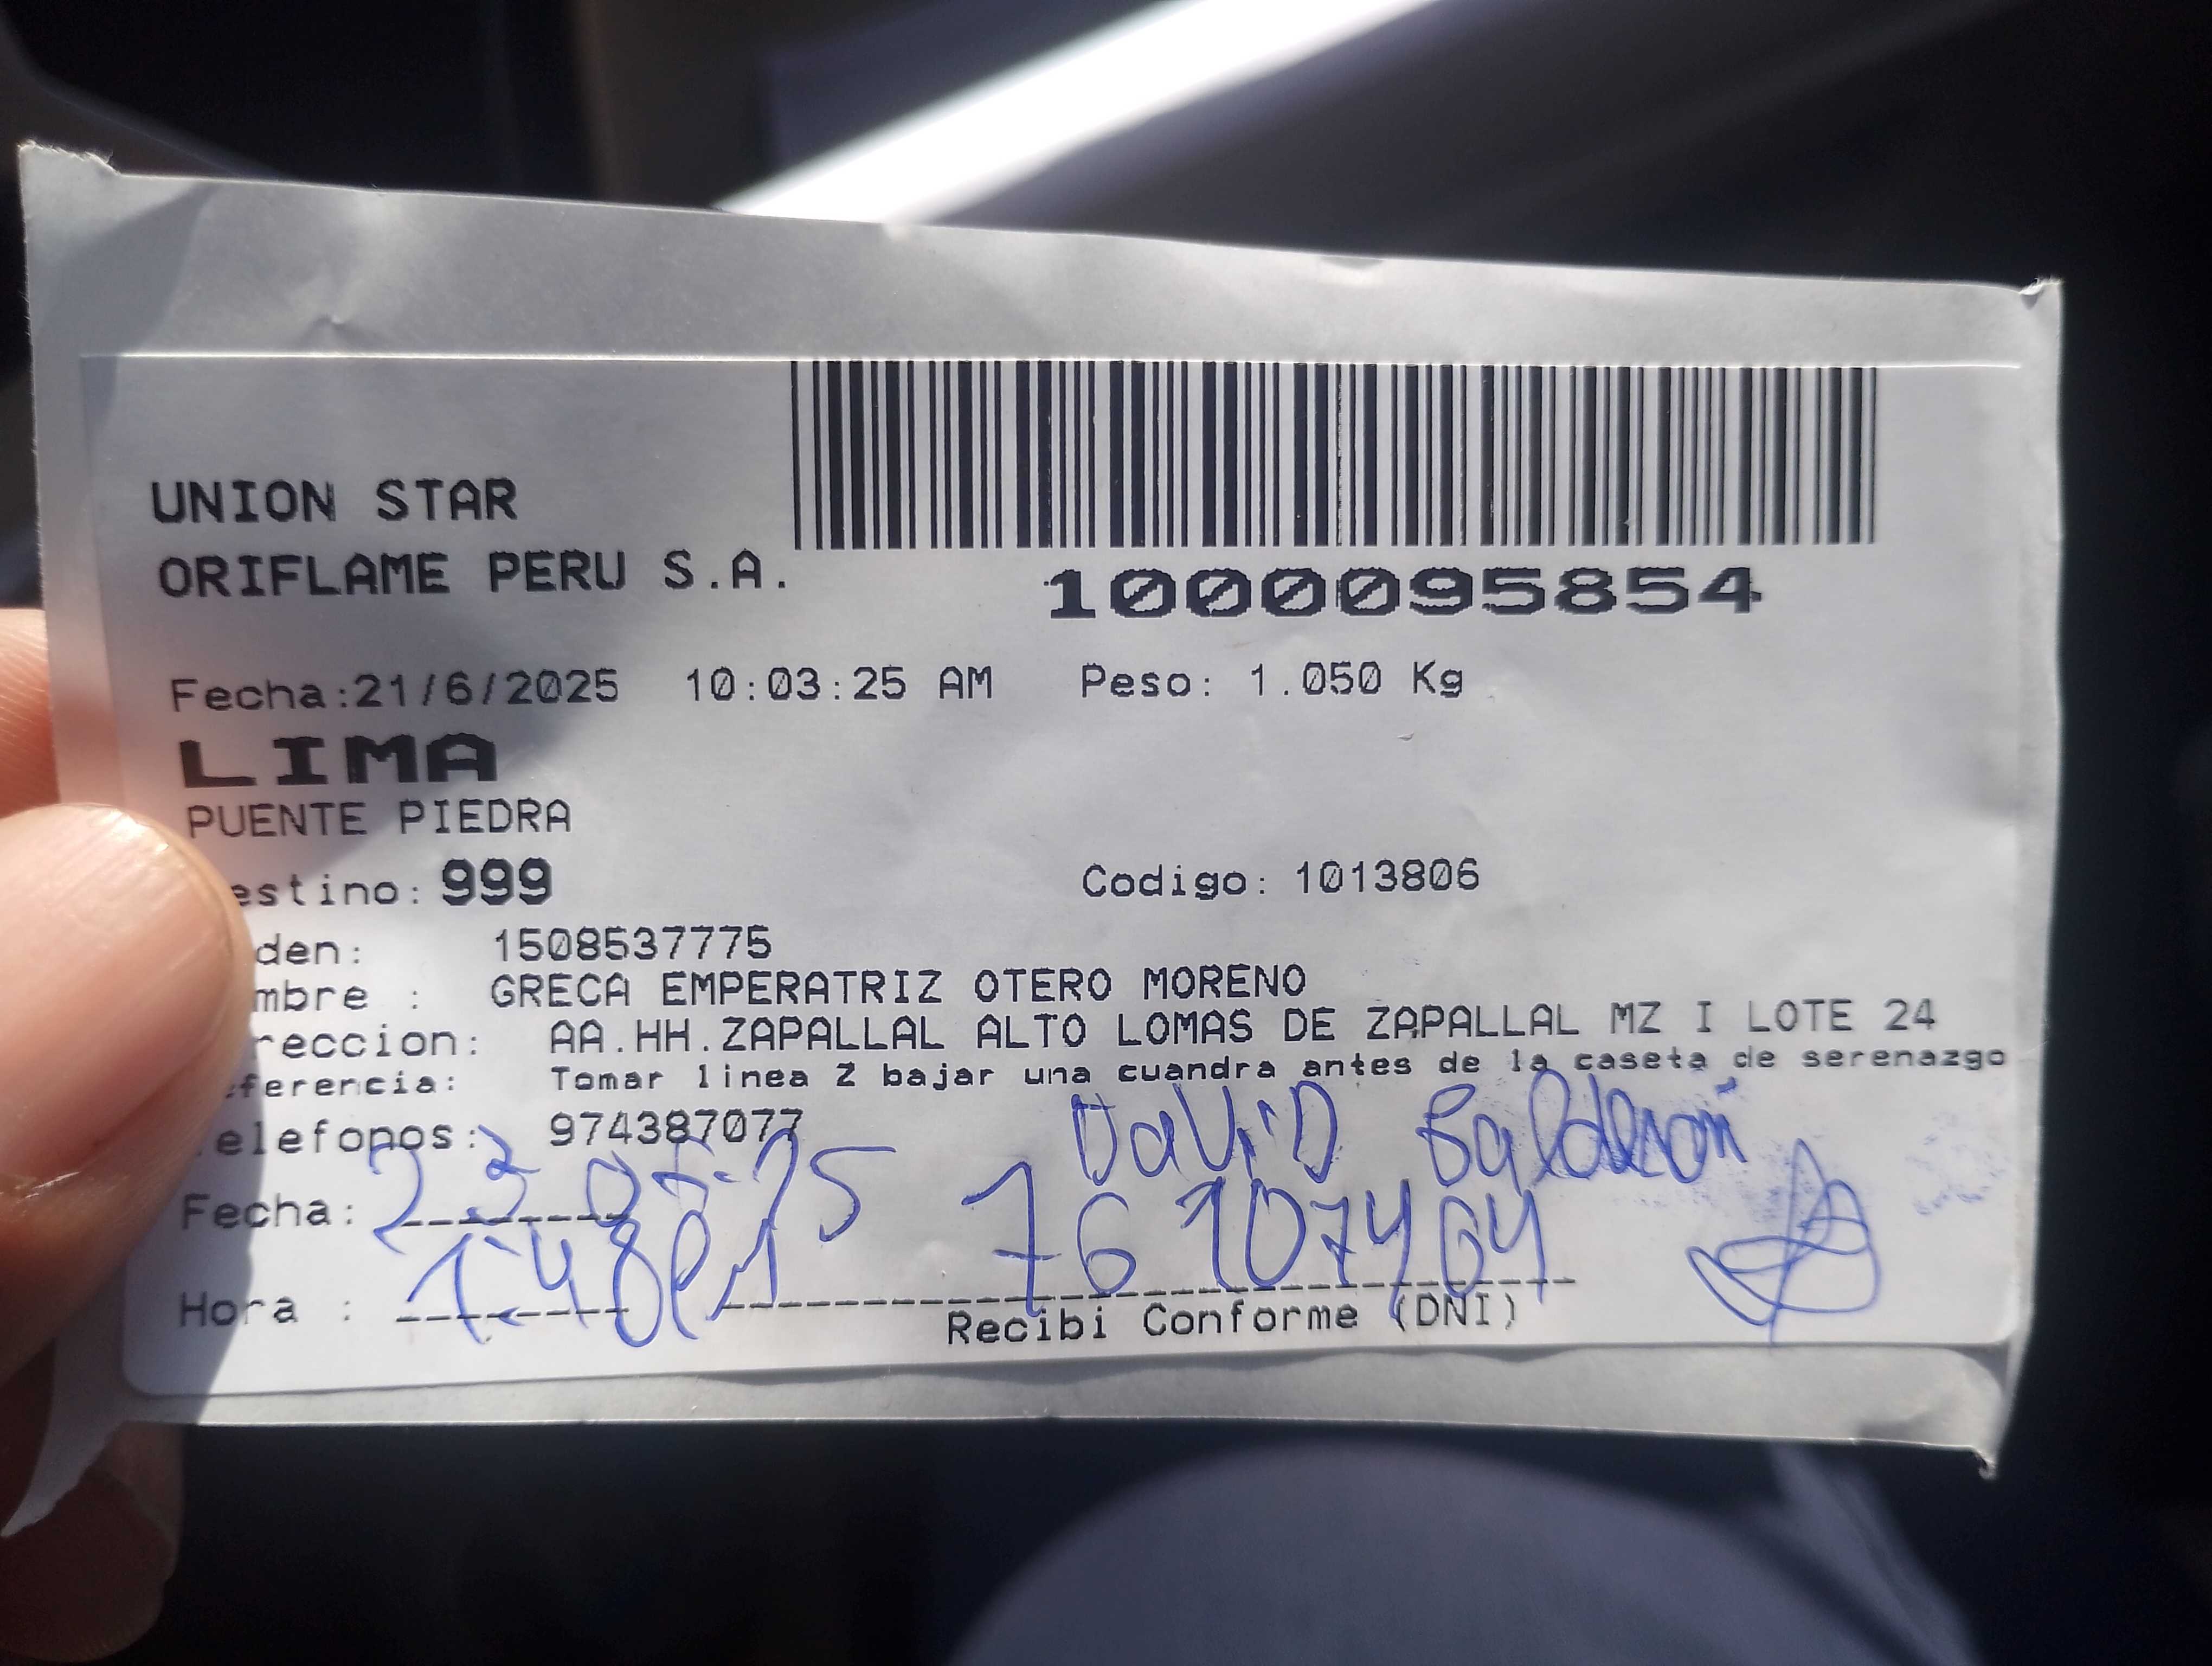 UNION STAR
ORIFLAME PERU S.A.
1000095854
Fecha:21/6/2025 10:03:25 AM Peso: 1.050 Kg
LIMA
PUENTE PIEDRA
estino: 999 Codigo: 1013806
den: 1508537775
mbre : GRECA EMPERATRIZ OTERO MORENO
reccion: AA.HH.ZAPALLAL ALTO LOMAS DE ZAPALLAL MZ I LOTE 24
ferencia: Tomar linea 2 bajar una cuandra antes de la caseta de serenazgo
elefonos: 974387077
DaviD
Fecha:
Hora :
Recibi Conforme (DNI)